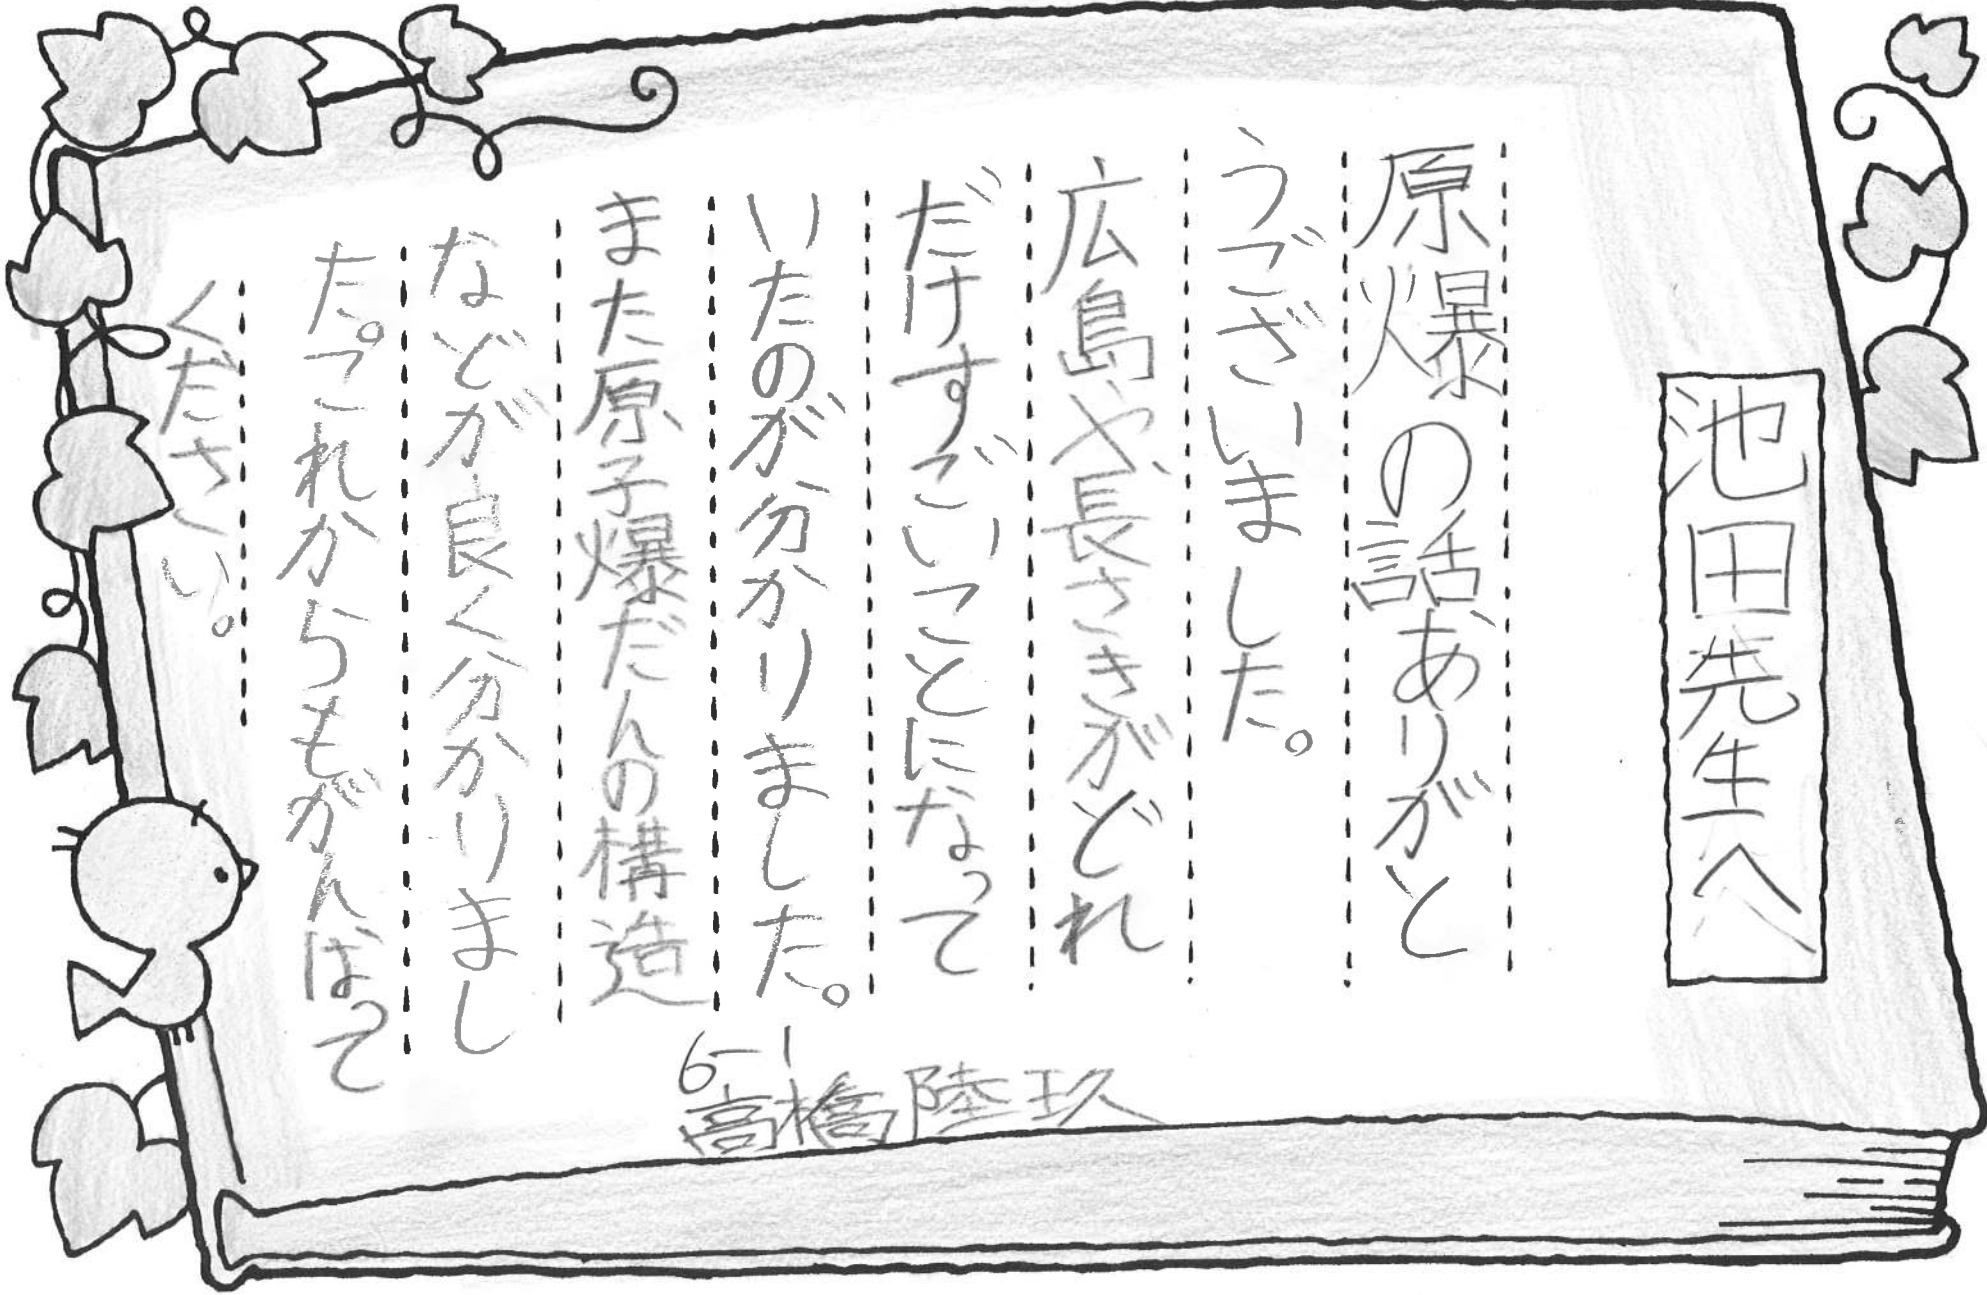 池田先生へ
原爆の話、ありがと
うございました。
広島や、長さきがどれ
だけすごいことになって
いたのが分かりました。
また原子爆だんの構造
などが良く分かりまし
た。これからもがんばって
ください。
6-1
高橋陸玖